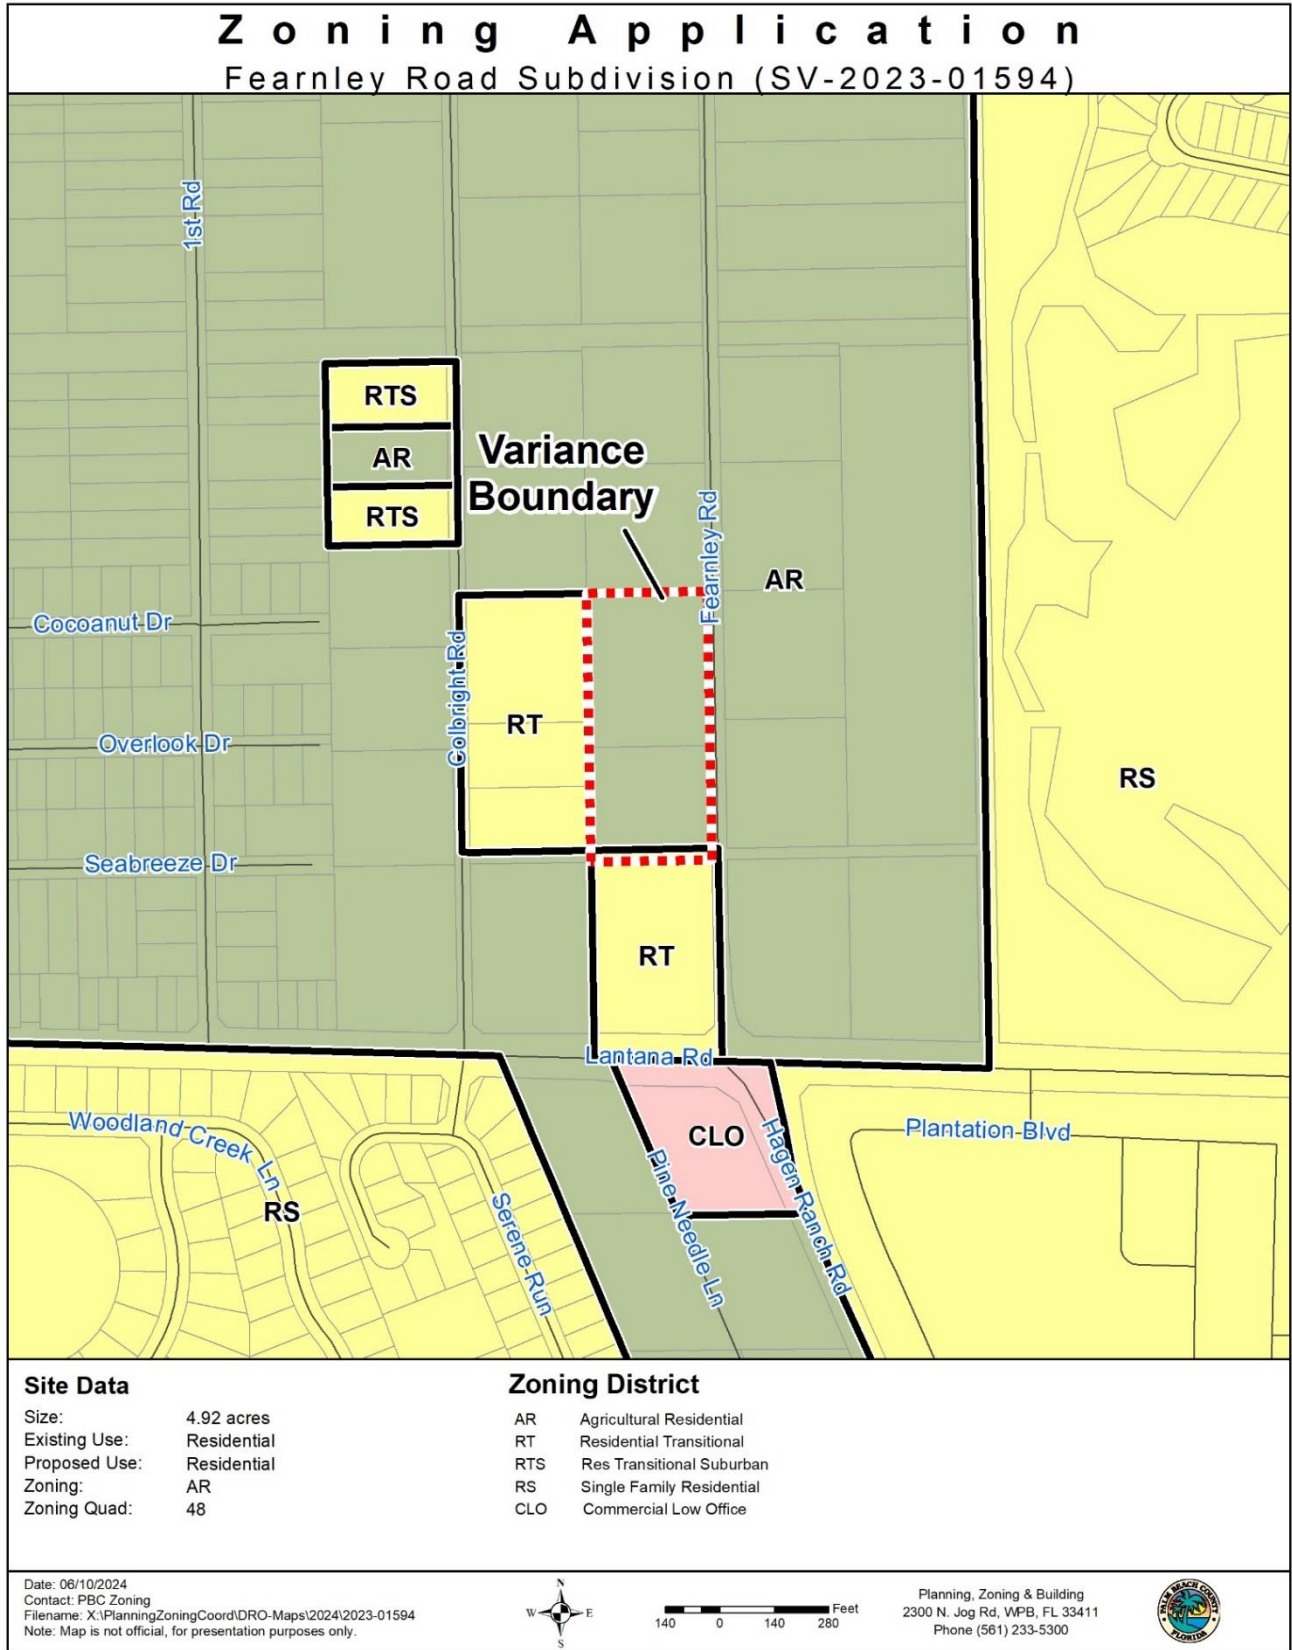 Zoning Application
Fearnley Road Subdivision (SV-2023-01594)
1st Rd
RTS
AR
RTS
Variance
Boundary
Fearnley Rd
AR
Cocoanut Dr
Colbright Rd
RT
Overlook Dr
RS
Seabreeze Dr
RT
Lantana Rd
Woodland Creek Ln
CLO
Hagen Ranch Rd
Plantation Blvd
Pine Needle Ln
RS
Serene Run
Site Data
Size: 4.92 acres
Existing Use: Residential
Proposed Use: Residential
Zoning: AR
Zoning Quad: 48
Zoning District
AR Agricultural Residential
RT Residential Transitional
RTS Res Transitional Suburban
RS Single Family Residential
CLO Commercial Low Office
Date: 06/10/2024
Contact: PBC Zoning
Filename: X:\PlanningZoningCoord\DRO-Maps\2024\2023-01594
Note: Map is not official, for presentation purposes only.
N
W E
S
Feet
140 0 140 280
Planning, Zoning & Building
2300 N. Jog Rd, WPB, FL 33411
Phone (561) 233-5300
PALM BEACH COUNTY
FLORIDA